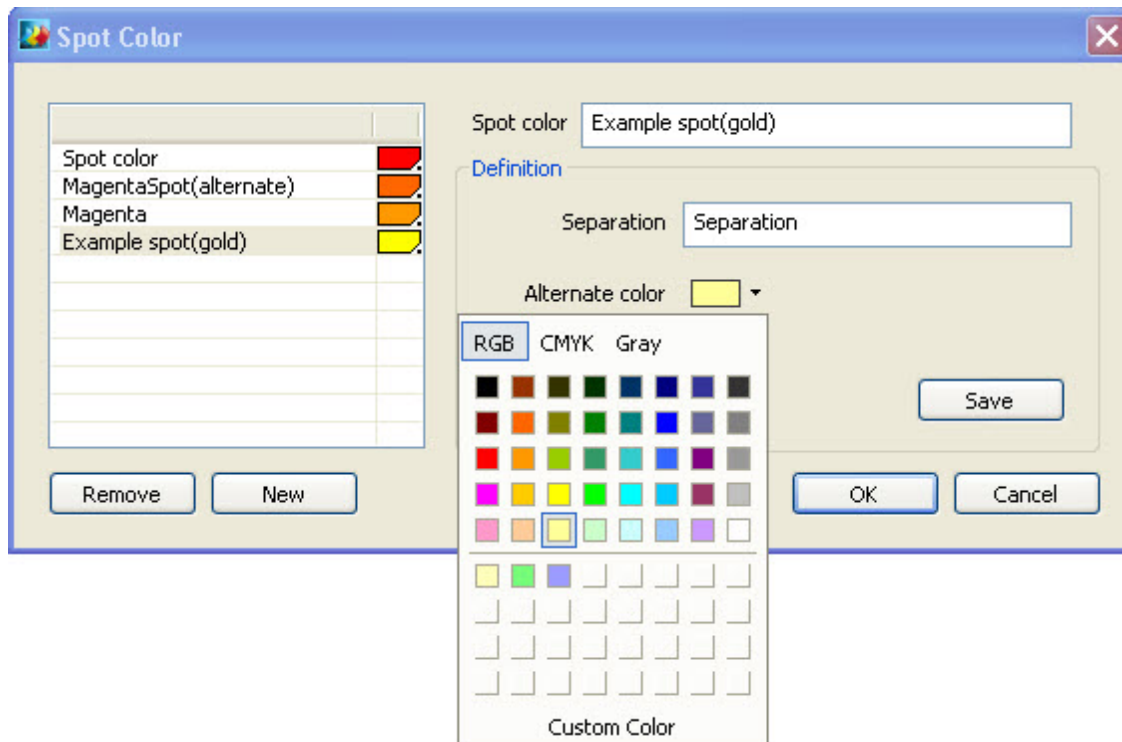 Spot Color
Spot color
MagentaSpot(alternate)
Magenta
Example spot(gold)
Remove New
Spot color Example spot(gold)
Definition
Separation Separation
Alternate color
RGB CMYK Gray
Custom Color
Save
OK Cancel